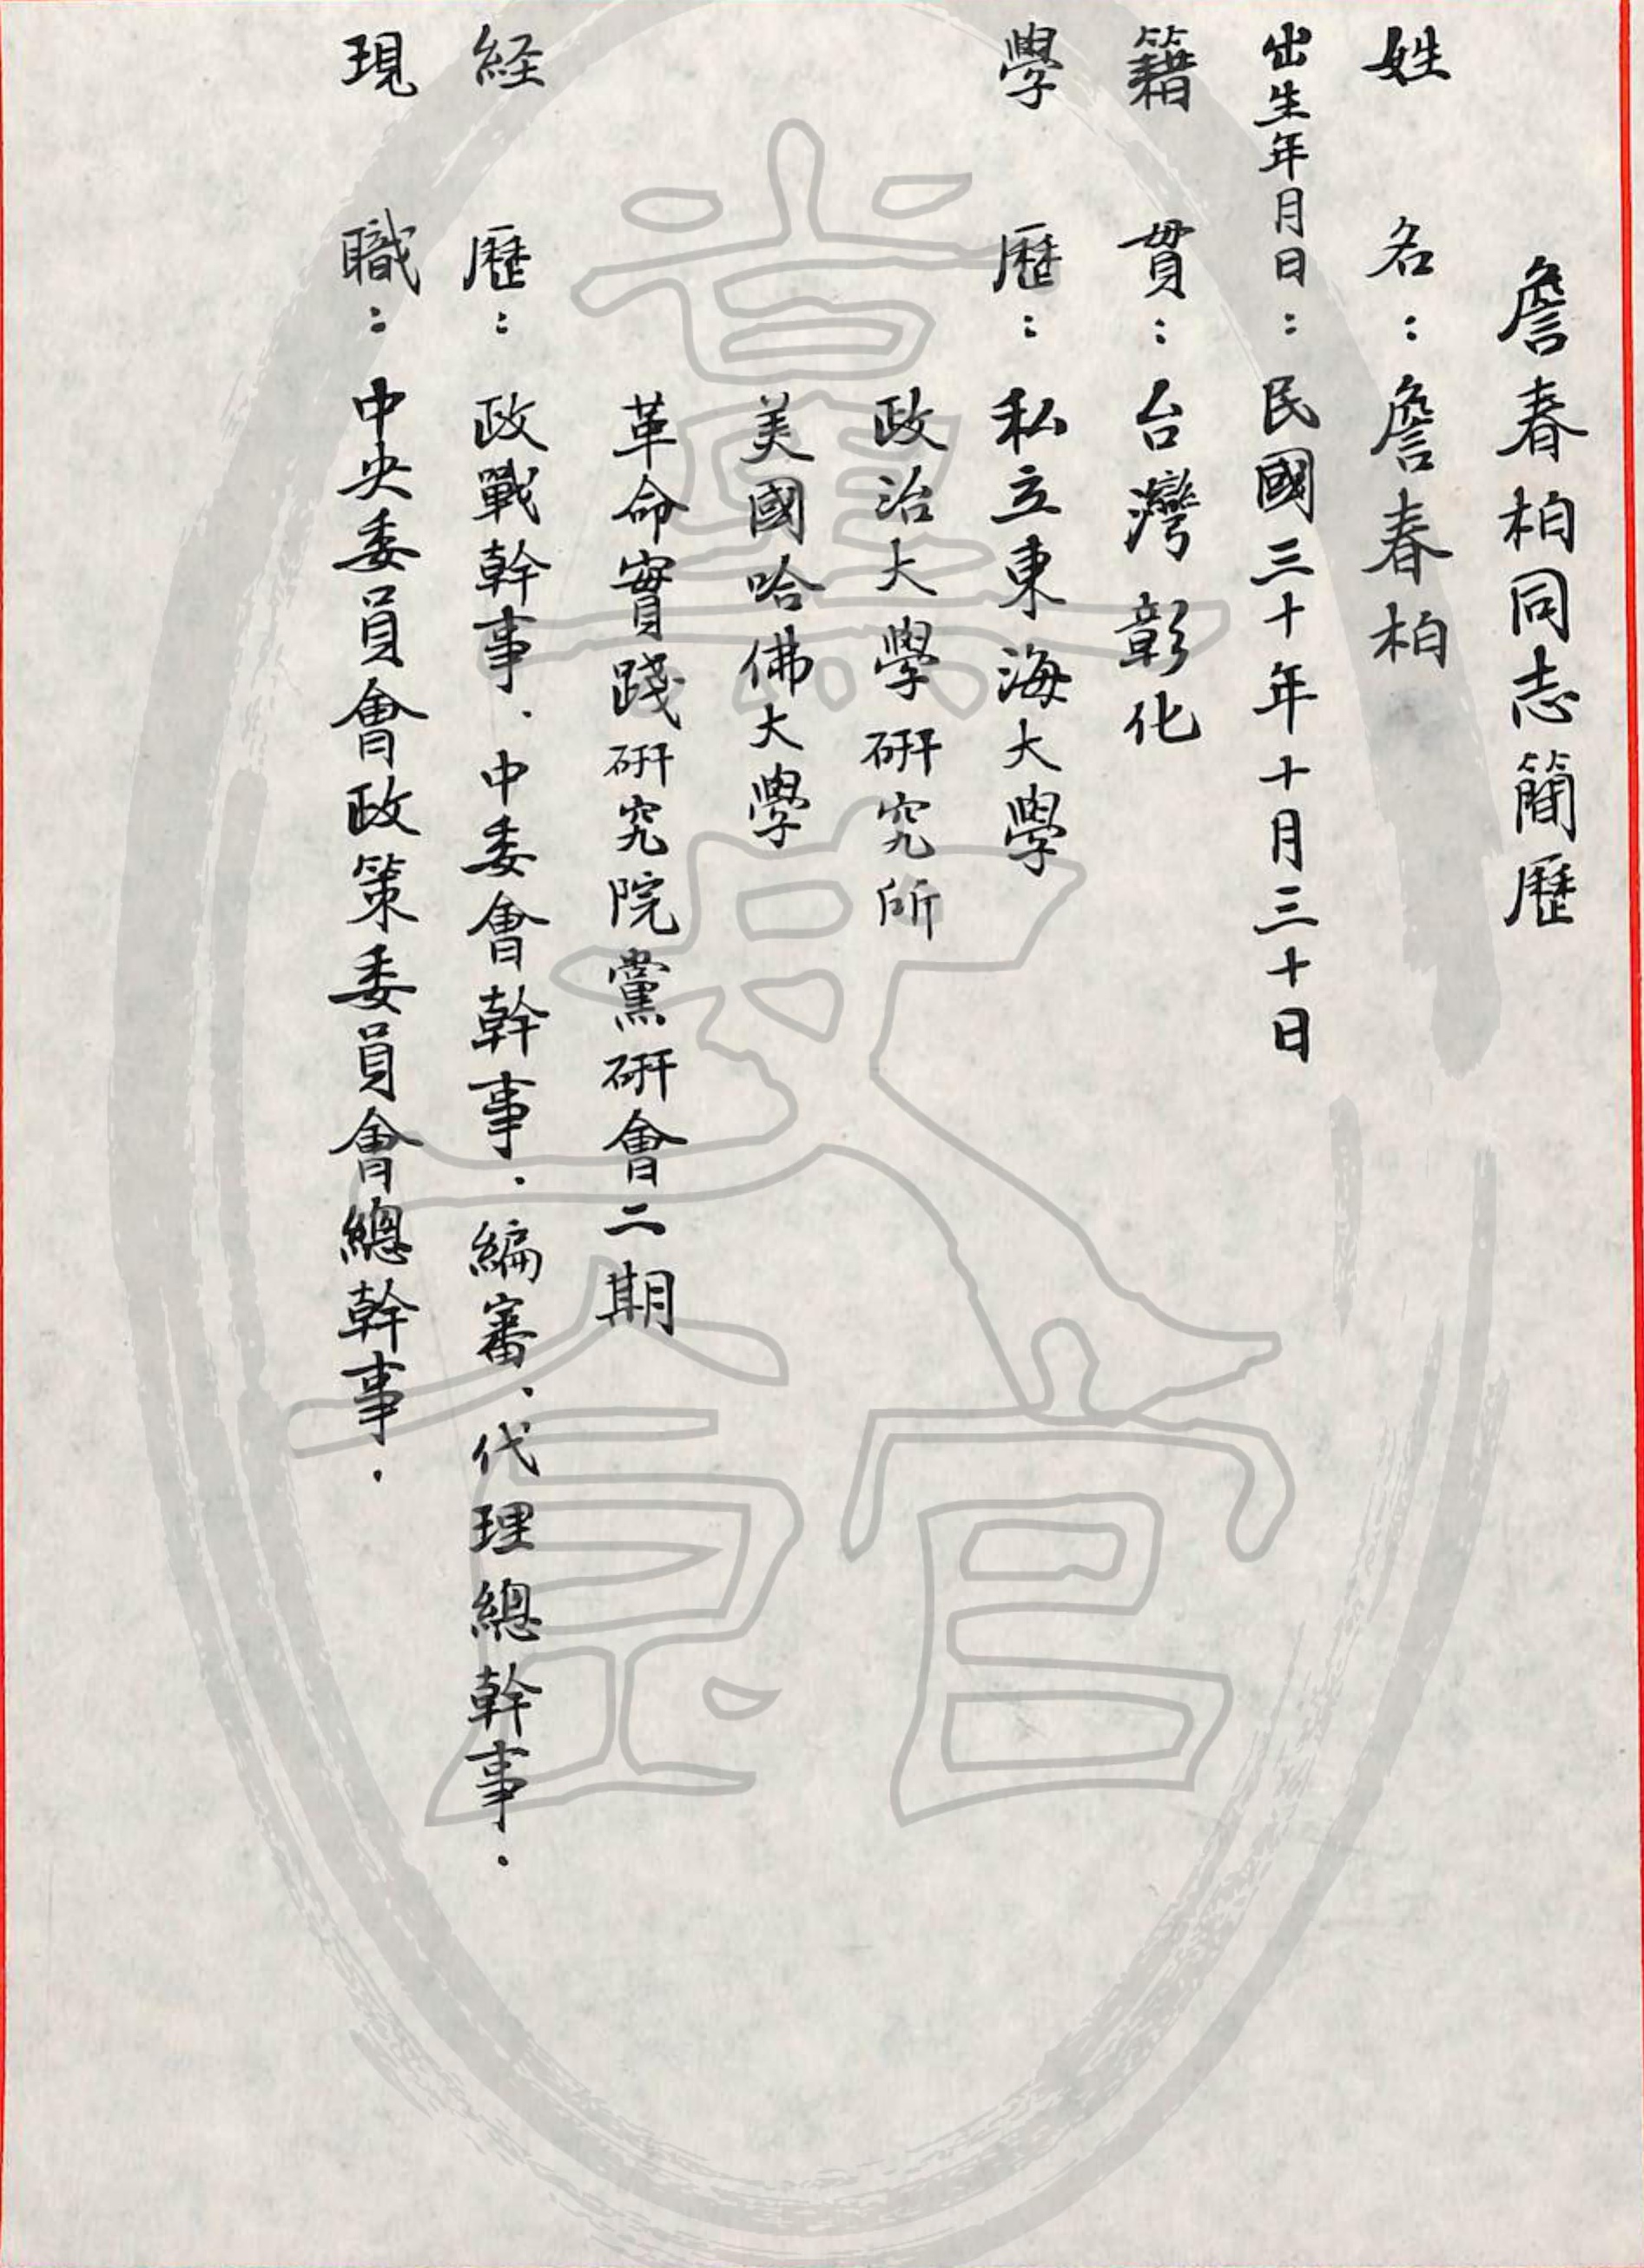 詹春柏同志簡歷
姓名：詹春柏
出生年月日：民國三十年十月三十日
籍貫：台灣彰化
學歷：私立東海大學
政治大學研究所
美國哈佛大學
革命實踐研究院黨研會二期
経歷：政戰幹事、中委會幹事、編審、代理總幹事．
現職：中央委員會政策委員會總幹事．